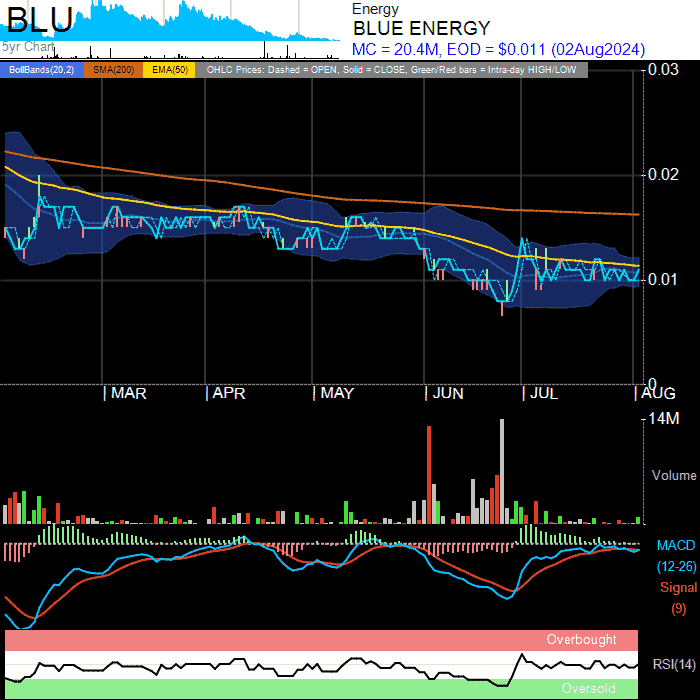 BLU
5yr Chart
Energy
BLUE ENERGY
MC = 20.4M, EOD = $0.011 (02Aug2024)
BollBands(20,2) SMA(200) EMA(50) OHLC Prices: Dashed = OPEN, Solid = CLOSE, Green/Red bars = Intra-day HIGH/LOW
0.03
0.02
0.01
0
MAR APR MAY JUN JUL AUG
14M
Volume
MACD
(12-26)
Signal
(9)
Overbought
RSI(14)
Oversold